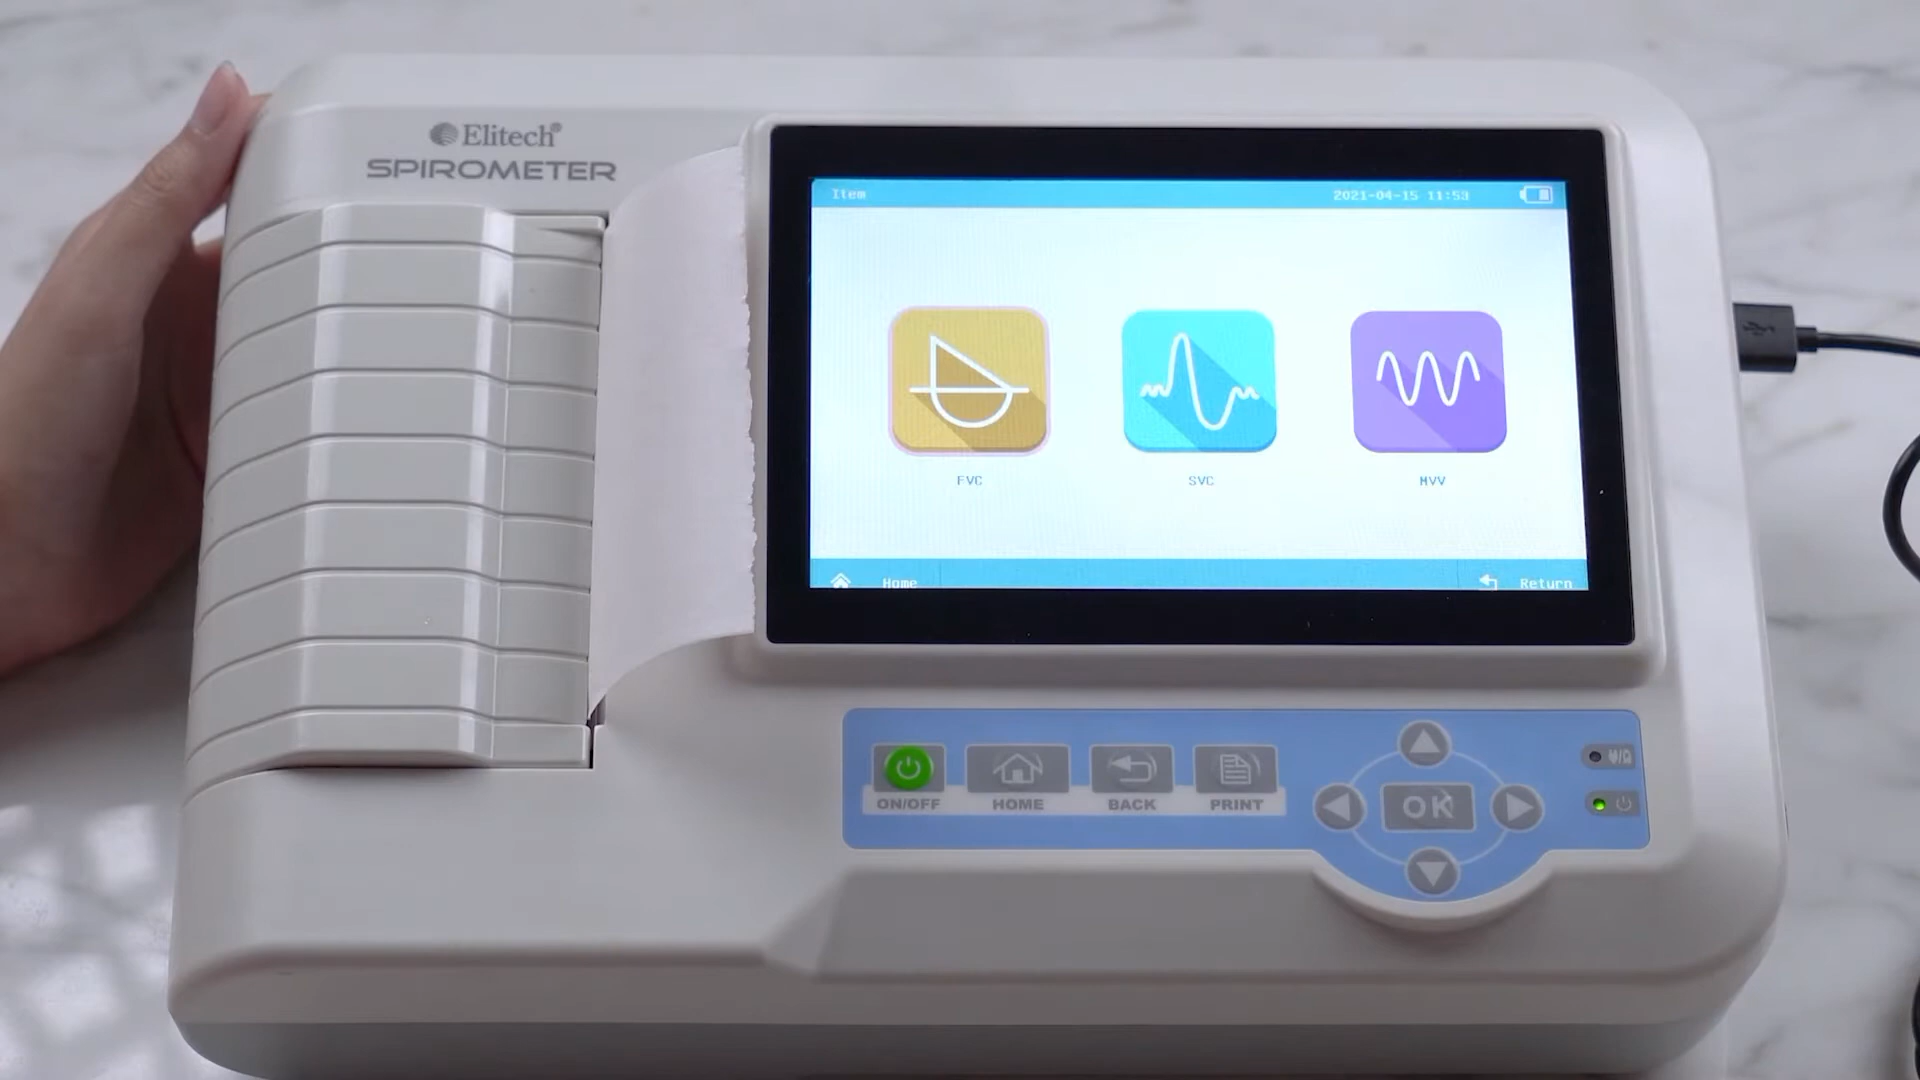 Elitech®
SPIROMETER
Item
2021-04-15 11:53
FVC
SVC
MVV
Home
Return
ON/OFF
HOME
BACK
PRINT
OK